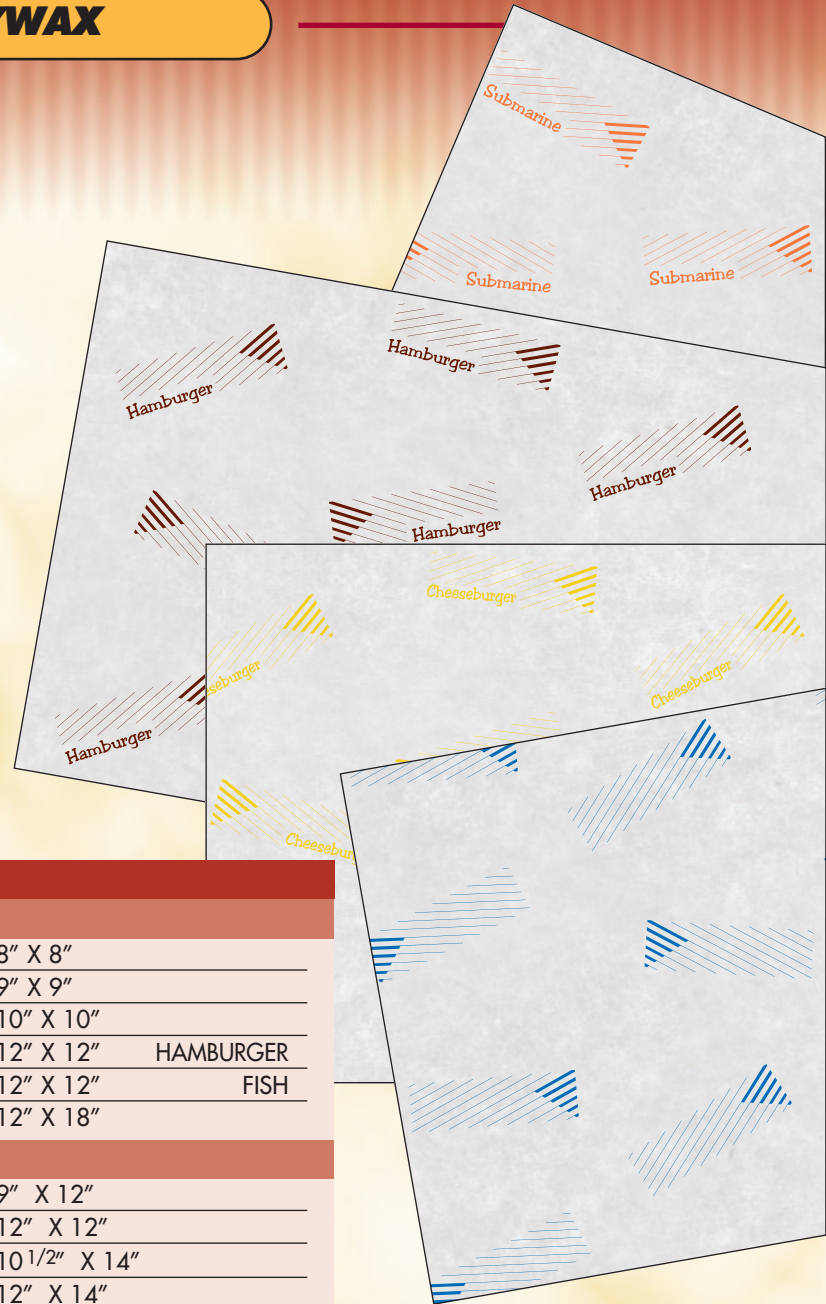 YWAX
Submarine
Submarine
Submarine
Hamburger
Hamburger
Hamburger
Hamburger
Hamburger
Cheeseburger
seburger
Cheeseburger
Cheesebur
8" X 8"
9" X 9"
10" X 10"
12" X 12" HAMBURGER
12" X 12" FISH
12" X 18"
9" X 12"
12" X 12"
10 1/2" X 14"
12" X 14"